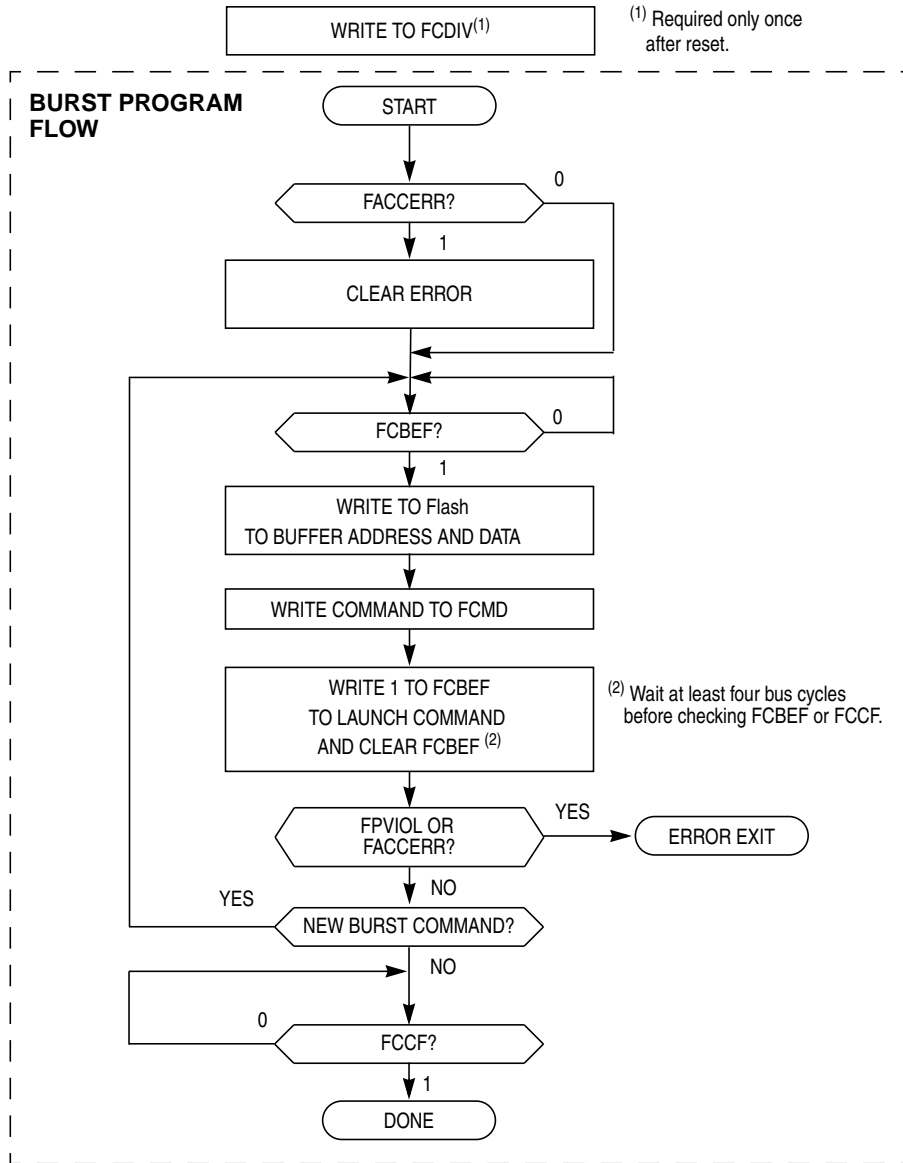 WRITE TO FCDIV(1)
(1) Required only once
after reset.
BURST PROGRAM
FLOW
START
FACCERR?
0
1
CLEAR ERROR
FCBEF?
0
1
WRITE TO Flash
TO BUFFER ADDRESS AND DATA
WRITE COMMAND TO FCMD
WRITE 1 TO FCBEF
TO LAUNCH COMMAND
AND CLEAR FCBEF (2)
(2) Wait at least four bus cycles
before checking FCBEF or FCCF.
FPVIOL OR
FACCERR?
YES
ERROR EXIT
NO
YES
NEW BURST COMMAND?
NO
0
FCCF?
1
DONE